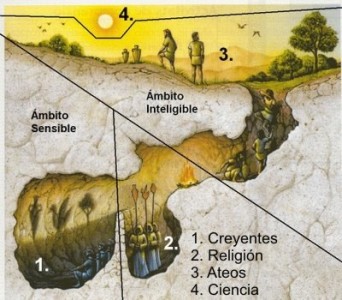 4.
3.
Ámbito
Inteligible
Ámbito
Sensible
1.
2.
1. Creyentes
2. Religión
3. Ateos
4. Ciencia